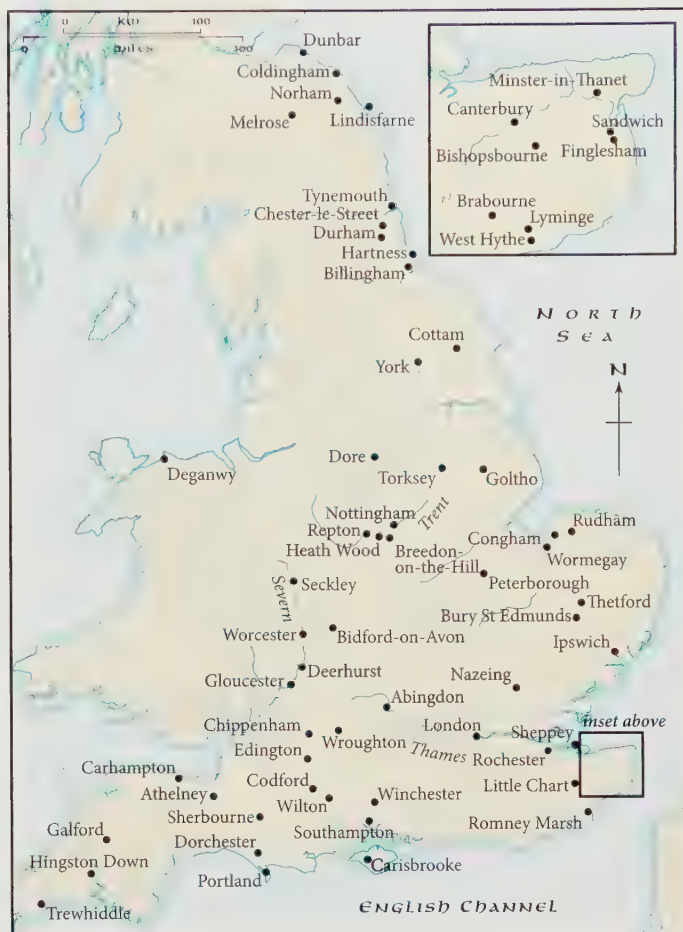 0 km 100
0 miles 100
Dunbar
Coldingham
Norham
Melrose
Lindisfarne
Tynemouth
Chester-le-Street
Durham
Hartness
Billingham
Minster-in-Thanet
Canterbury
Sandwich
Bishopsbourne
Finglesham
Brabourne
Lyminge
West Hythe
NORTH
SEA
N
Cottam
York
Deganwy
Dore
Torksey
Goltho
Nottingham
Trent
Repton
Heath Wood
Breedon-
on-the-Hill
Congham
Rudham
Wormegay
Peterborough
Seckley
Severn
Thetford
Bury St Edmunds
Worcester
Bidford-on-Avon
Ipswich
Deerhurst
Gloucester
Nazeing
Abingdon
Chippenham
Wroughton
London
Thames
Sheppey
inset above
Edington
Rochester
Carhampton
Codford
Little Chart
Athelney
Wilton
Winchester
Sherbourne
Southampton
Romney Marsh
Galford
Dorchester
Hingston Down
Portland
Carisbrooke
Trewhiddle
ENGLISH CHANNEL